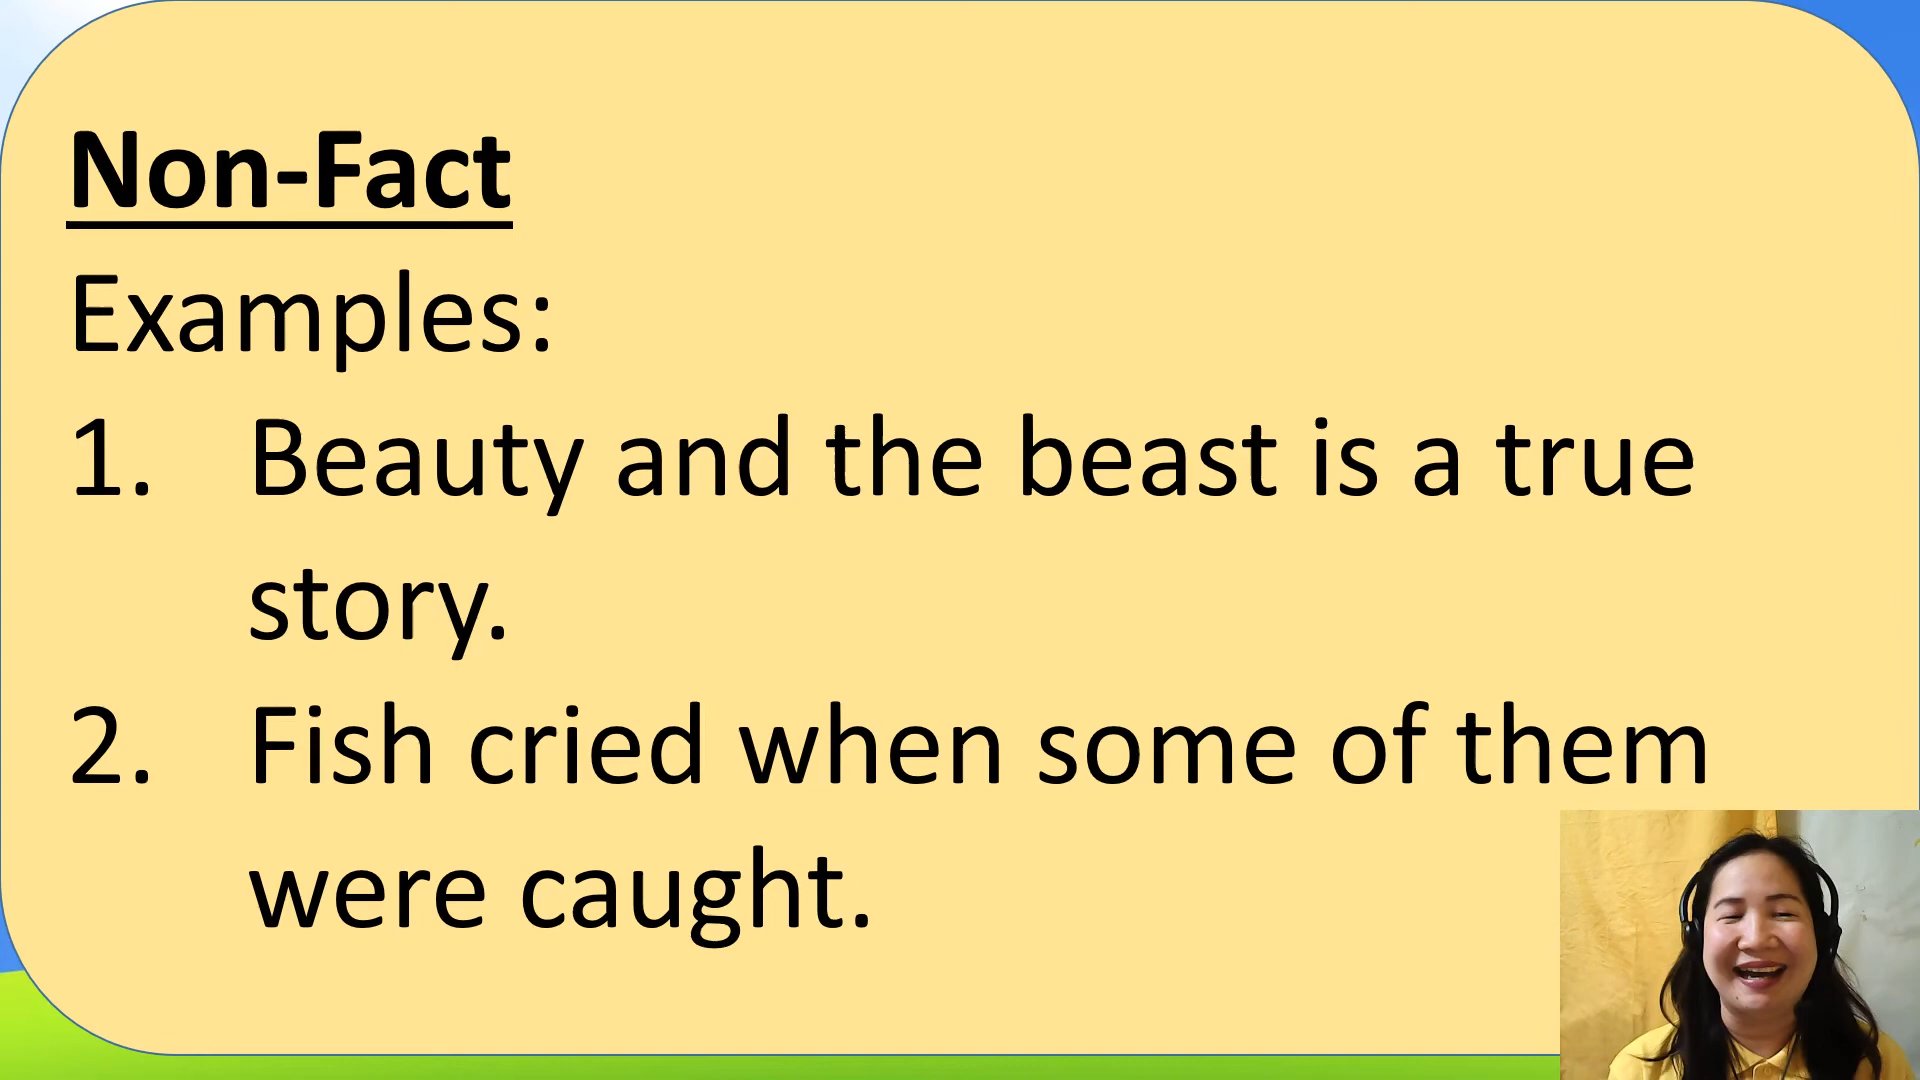 Non-Fact
Examples:
1. Beauty and the beast is a true
story.
2. Fish cried when some of them
were caught.